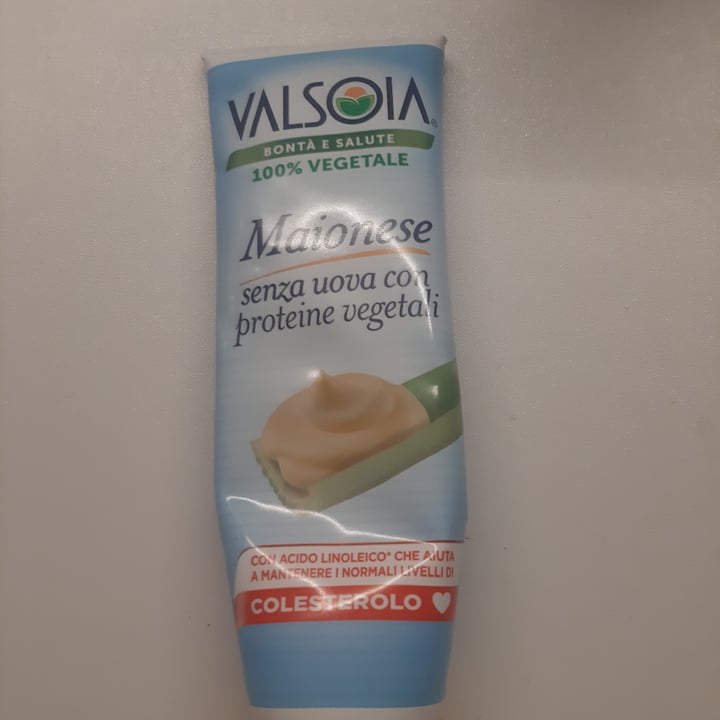 VALSOIA
BONTÀ E SALUTE
100% VEGETALE
Maionese
senza uova con
proteine vegetali
CON ACIDO LINOLEICO* CHE AIUTA
A MANTENERE I NORMALI LIVELLI DI
COLESTEROLO